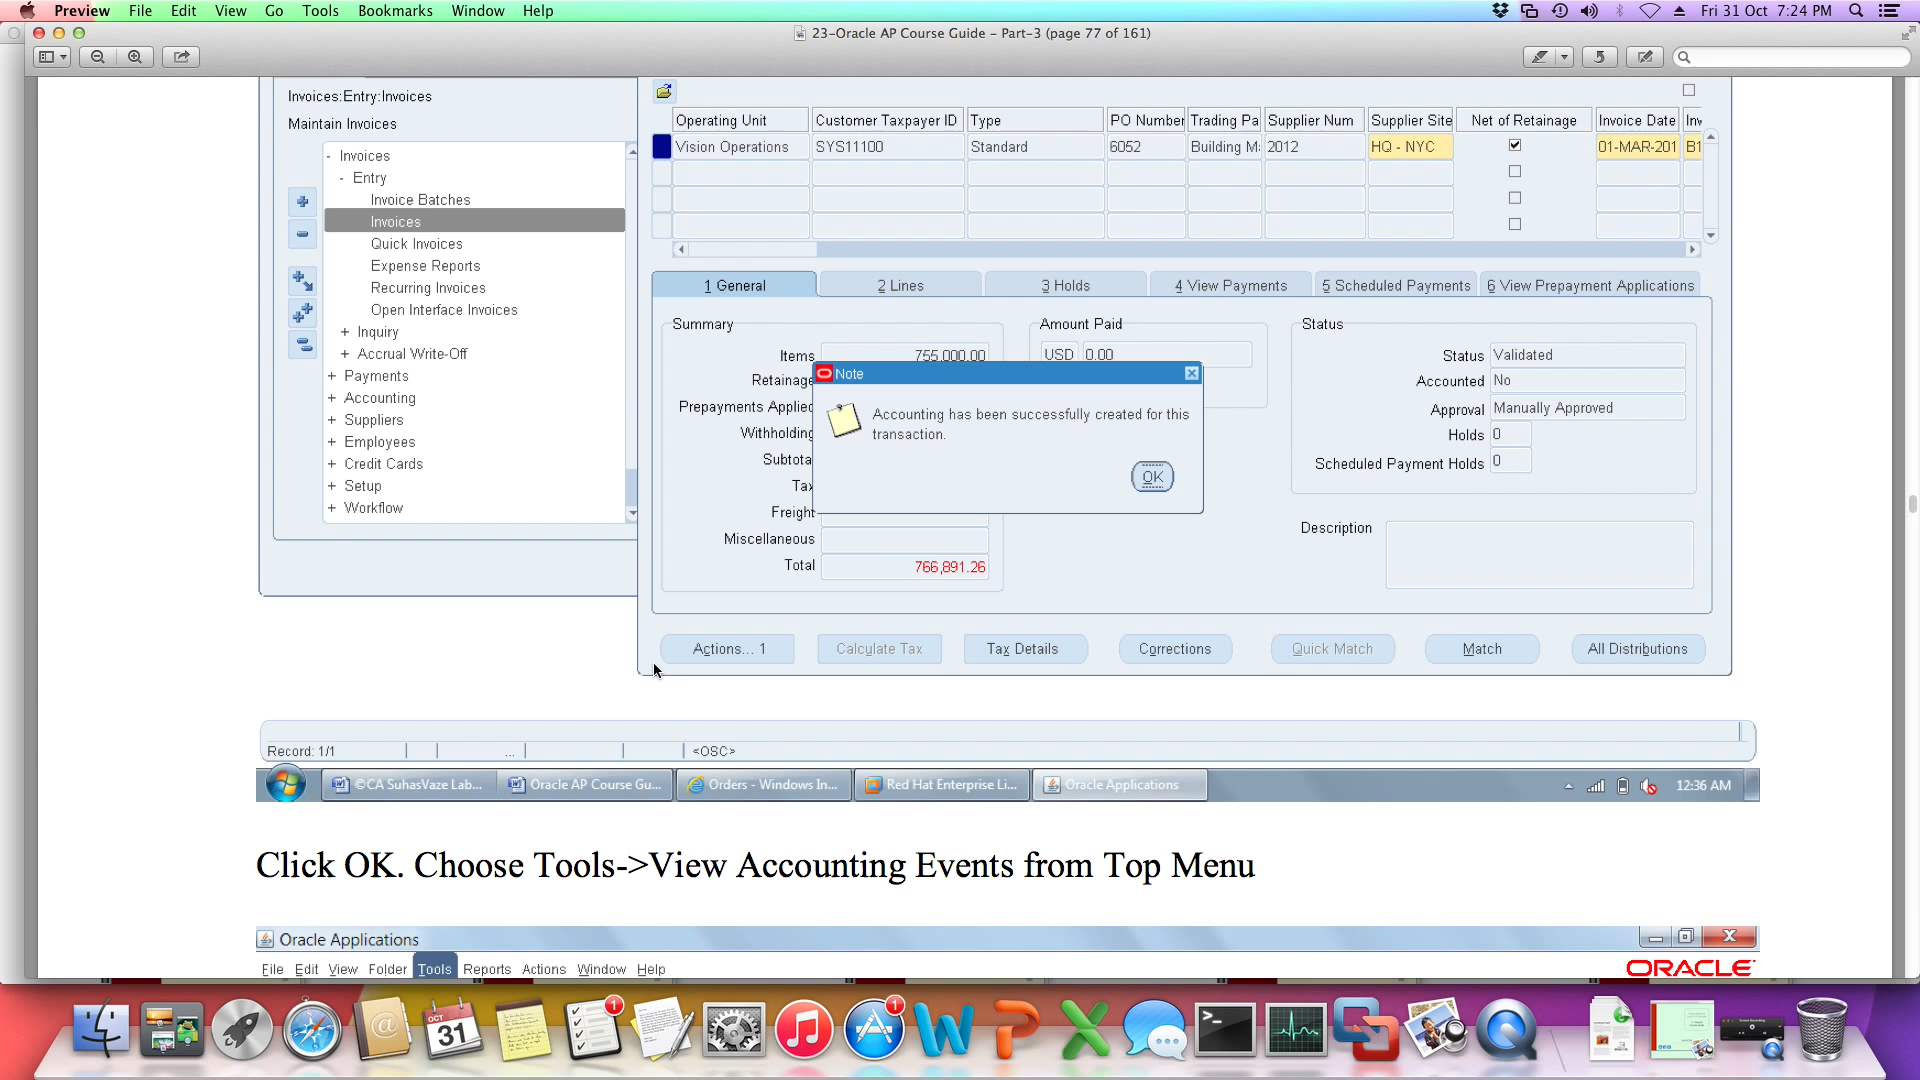 Preview File Edit View Go Tools Bookmarks Window Help
Fri 31 Oct 7:24 PM
23-Oracle AP Course Guide - Part-3 (page 77 of 161)
Invoices:Entry:Invoices
Maintain Invoices
- Invoices
- Entry
Invoice Batches
Invoices
Quick Invoices
Expense Reports
Recurring Invoices
Open Interface Invoices
+ Inquiry
+ Accrual Write-Off
+ Payments
+ Accounting
+ Suppliers
+ Employees
+ Credit Cards
+ Setup
+ Workflow
Operating Unit Customer Taxpayer ID Type PO Number Trading Pa Supplier Num Supplier Site Net of Retainage Invoice Date Inv
Vision Operations SYS11100 Standard 6052 Building M 2012 HQ - NYC 01-MAR-201 B1
1 General 2 Lines 3 Holds 4 View Payments 5 Scheduled Payments 6 View Prepayment Applications
Summary
Items 755,000.00
Retainage
Prepayments Applied
Withholding
Subtotal
Tax
Freight
Miscellaneous
Total 766,891.26
Amount Paid
USD 0.00
Status
Status Validated
Accounted No
Approval Manually Approved
Holds 0
Scheduled Payment Holds 0
Description
Note
Accounting has been successfully created for this
transaction.
OK
Actions... 1 Calculate Tax Tax Details Corrections Quick Match Match All Distributions
Record: 1/1 ... <OSC>
©CA SuhasVaze Lab... Oracle AP Course Gu... Orders - Windows In... Red Hat Enterprise Li... Oracle Applications 12:36 AM
Click OK. Choose Tools->View Accounting Events from Top Menu
Oracle Applications
File Edit View Folder Tools Reports Actions Window Help
ORACLE
OCT
31
1
1